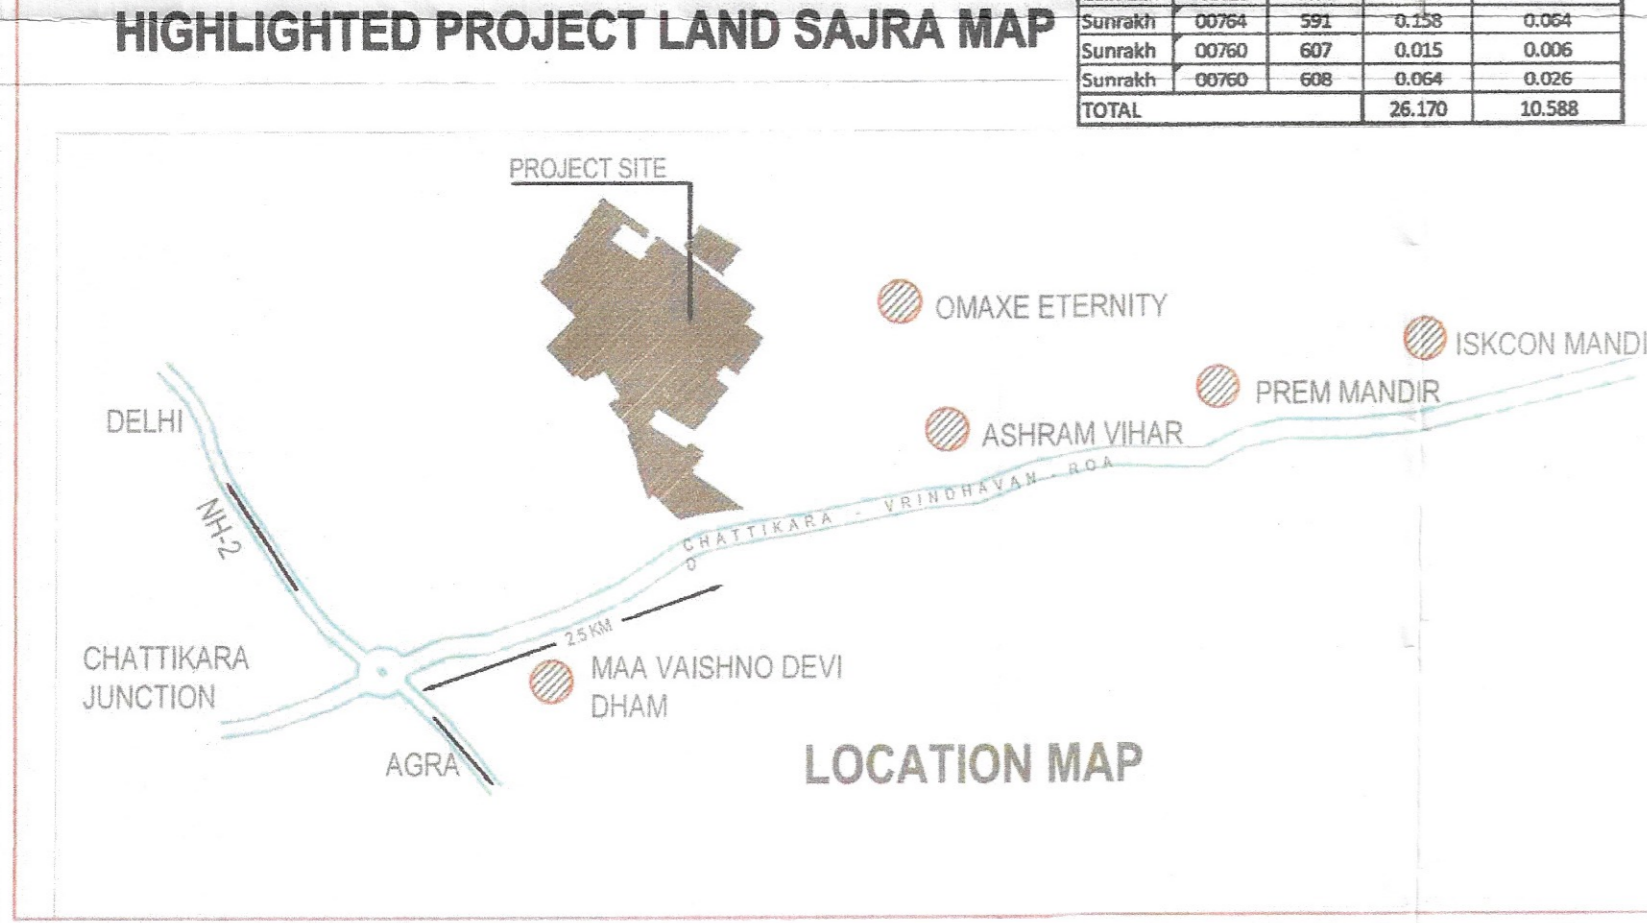 HIGHLIGHTED PROJECT LAND SAJRA MAP
Sunrakh 00764 591 0.158 0.064
Sunrakh 00760 607 0.015 0.006
Sunrakh 00760 608 0.064 0.026
TOTAL 26.170 10.588
PROJECT SITE
OMAXE ETERNITY
ISKCON MANDI
PREM MANDIR
ASHRAM VIHAR
DELHI
NH-2
CHATTIKARA - VRINDHAVAN - ROA
D
2.5 KM
CHATTIKARA
JUNCTION
MAA VAISHNO DEVI
DHAM
AGRA
LOCATION MAP